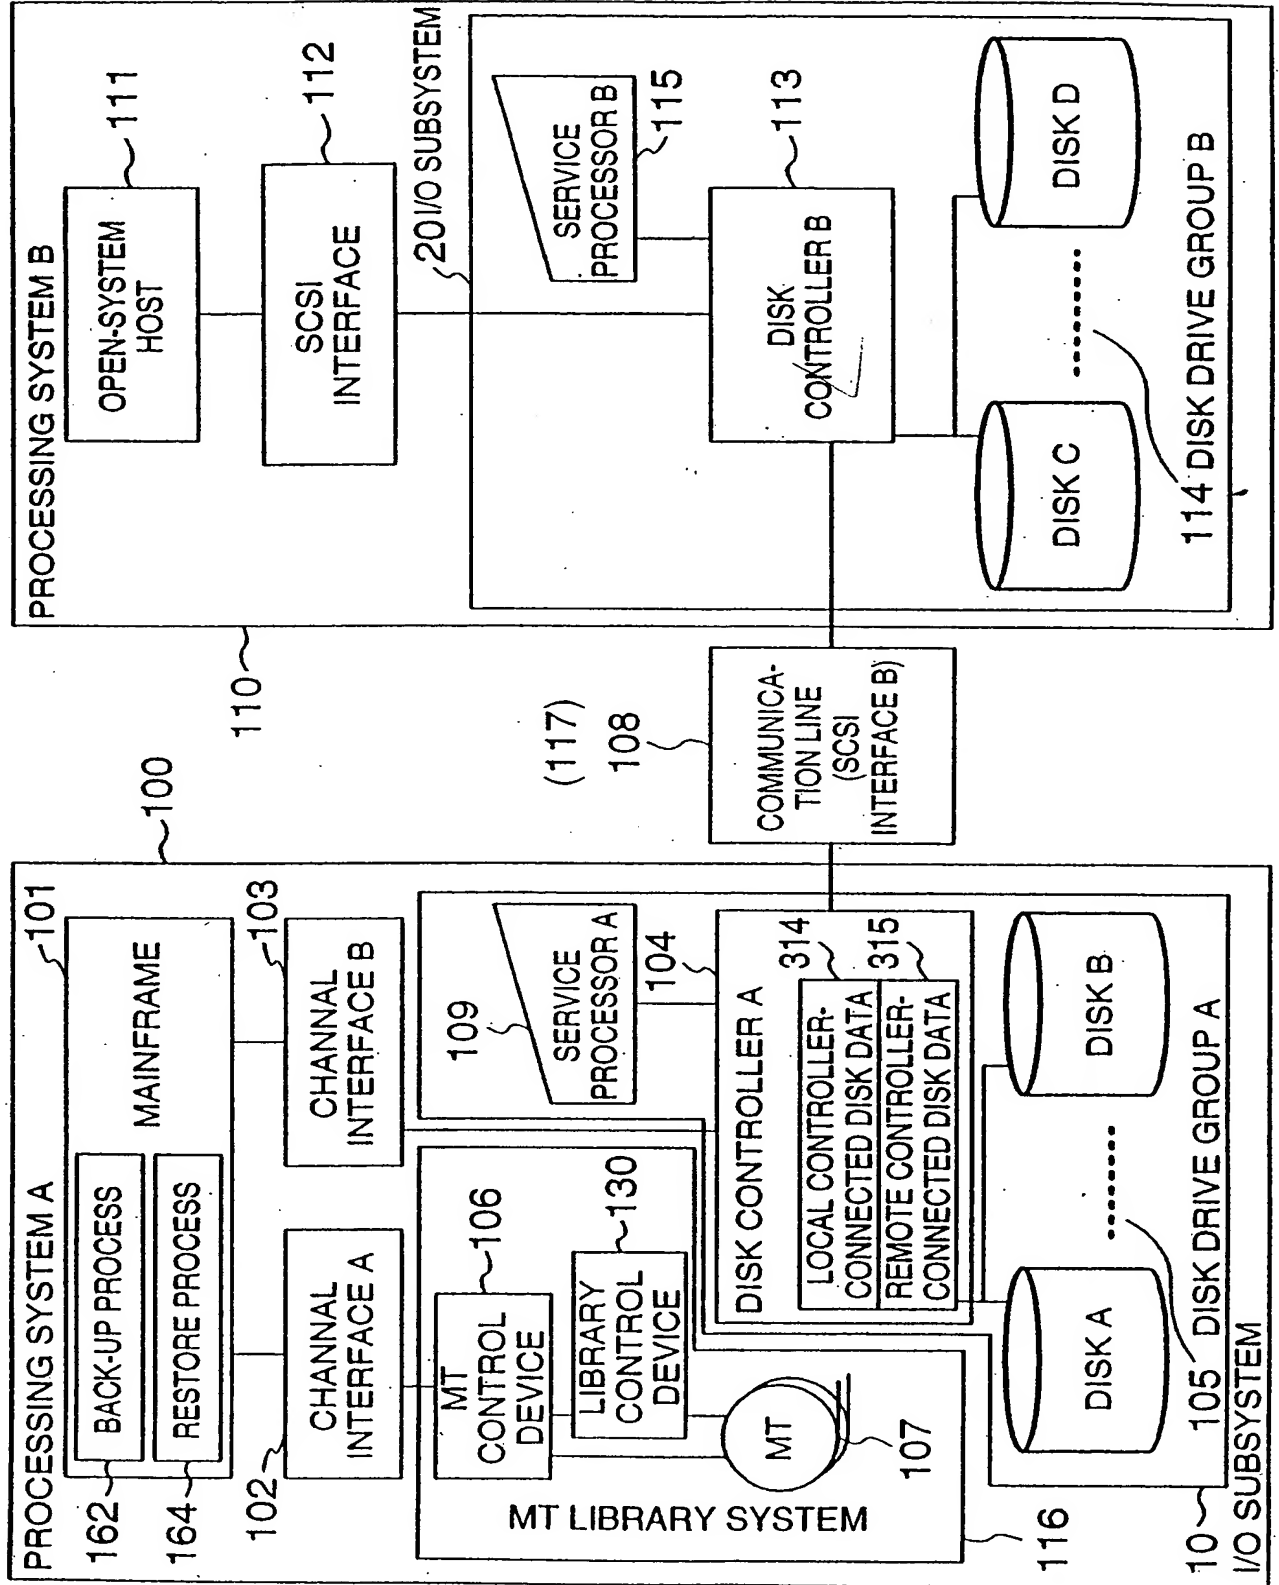 PROCESSING SYSTEM A
101
100
MAINFRAME
BACK-UP PROCESS
162
RESTORE PROCESS
164
102
CHANNAL
INTERFACE A
103
CHANNAL
INTERFACE B
MT
CONTROL
DEVICE
106
LIBRARY
CONTROL
DEVICE
130
MT
107
MT LIBRARY SYSTEM
116
109
SERVICE
PROCESSOR A
104
DISK CONTROLLER A
LOCAL CONTROLLER-
CONNECTED DISK DATA
314
REMOTE CONTROLLER-
CONNECTED DISK DATA
315
DISK A
DISK B
105 DISK DRIVE GROUP A
10
I/O SUBSYSTEM
(117)
108
COMMUNICA-
TION LINE
(SCSI
INTERFACE B)
110
PROCESSING SYSTEM B
OPEN-SYSTEM
HOST
111
SCSI
INTERFACE
112
20 I/O SUBSYSTEM
SERVICE
PROCESSOR B
115
DISK
CONTROLLER B
113
DISK C
DISK D
114 DISK DRIVE GROUP B